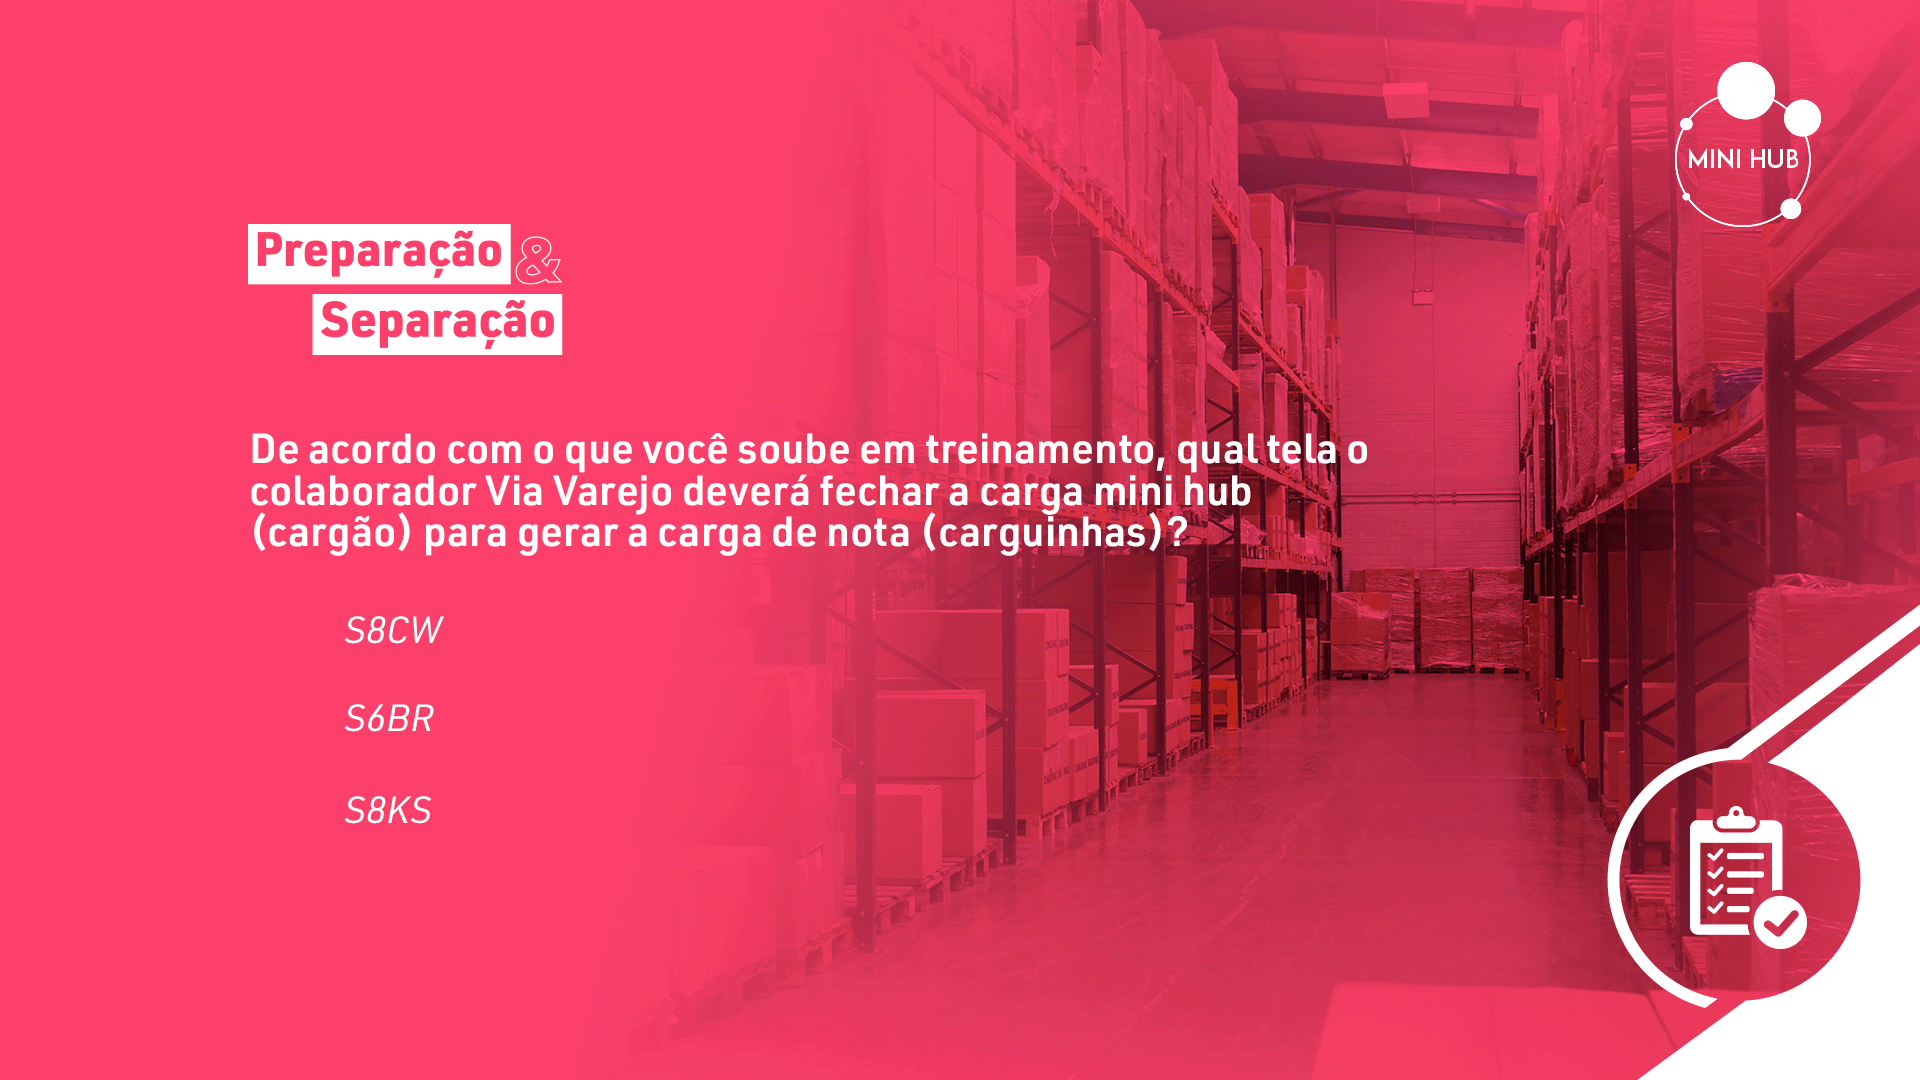 MINI HUB
Preparação &
Separação
De acordo com o que você soube em treinamento, qual tela o
colaborador Via Varejo deverá fechar a carga mini hub
(cargão) para gerar a carga de nota (carguinhas)?
S8CW
S6BR
S8KS